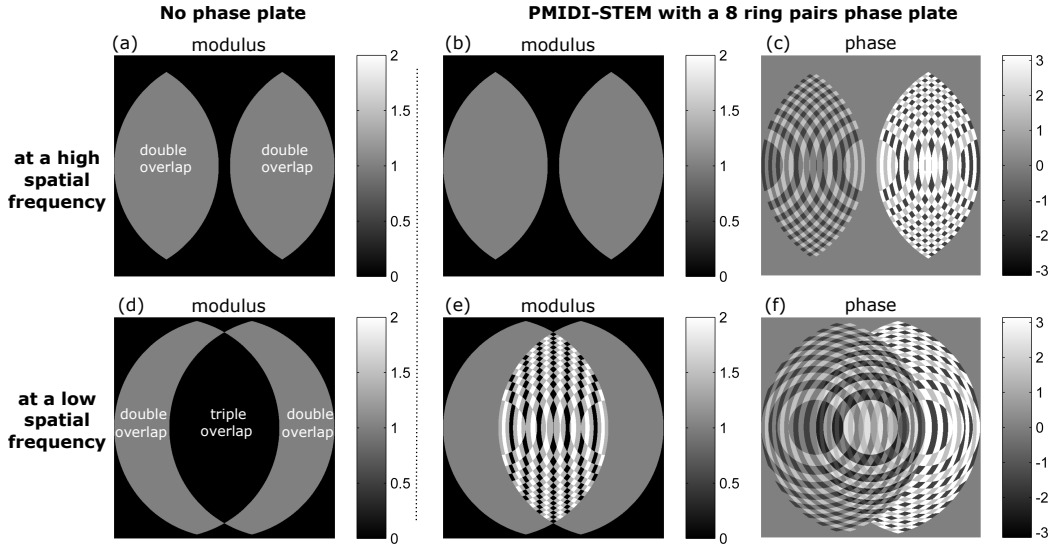 No phase plate
PMIDI-STEM with a 8 ring pairs phase plate
(a)
modulus
(b)
modulus
(c)
phase
at a high
spatial
frequency
double
overlap
double
overlap
2
1.5
1
0.5
0
2
1.5
1
0.5
0
3
2
1
0
-1
-2
-3
(d)
modulus
(e)
modulus
(f)
phase
at a low
spatial
frequency
double
overlap
triple
overlap
double
overlap
2
1.5
1
0.5
0
2
1.5
1
0.5
0
3
2
1
0
-1
-2
-3